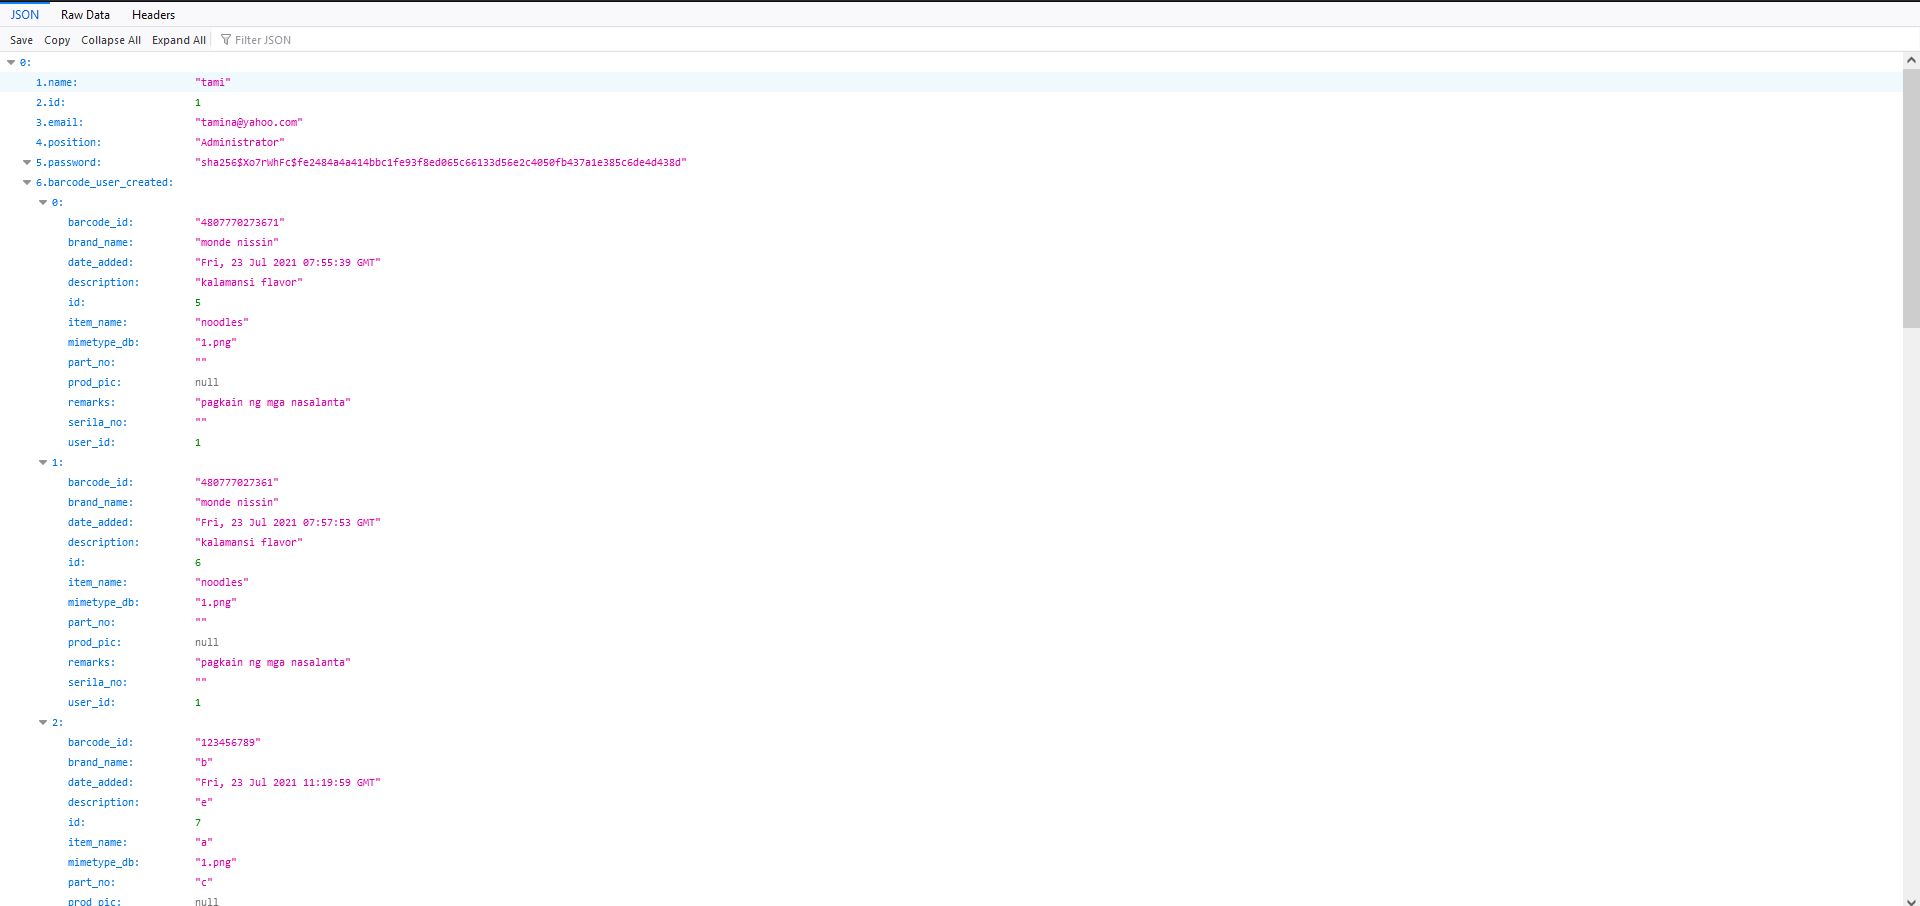 JSON Raw Data Headers
Save Copy Collapse All Expand All Filter JSON
0:
1.name: "tami"
2.id: 1
3.email: "tamina@yahoo.com"
4.position: "Administrator"
5.password: "sha256$Xo7rWhFc$fe2484a4a414bbc1fe93f8ed065c66133d56e2c4050fb437a1e385c6de4d438d"
6.barcode_user_created:
0:
barcode_id: "4807770273671"
brand_name: "monde nissin"
date_added: "Fri, 23 Jul 2021 07:55:39 GMT"
description: "kalamansi flavor"
id: 5
item_name: "noodles"
mimetype_db: "1.png"
part_no: ""
prod_pic: null
remarks: "pagkain ng mga nasalanta"
serila_no: ""
user_id: 1
1:
barcode_id: "480777027361"
brand_name: "monde nissin"
date_added: "Fri, 23 Jul 2021 07:57:53 GMT"
description: "kalamansi flavor"
id: 6
item_name: "noodles"
mimetype_db: "1.png"
part_no: ""
prod_pic: null
remarks: "pagkain ng mga nasalanta"
serila_no: ""
user_id: 1
2:
barcode_id: "123456789"
brand_name: "b"
date_added: "Fri, 23 Jul 2021 11:19:59 GMT"
description: "e"
id: 7
item_name: "a"
mimetype_db: "1.png"
part_no: "c"
prod_pic: null